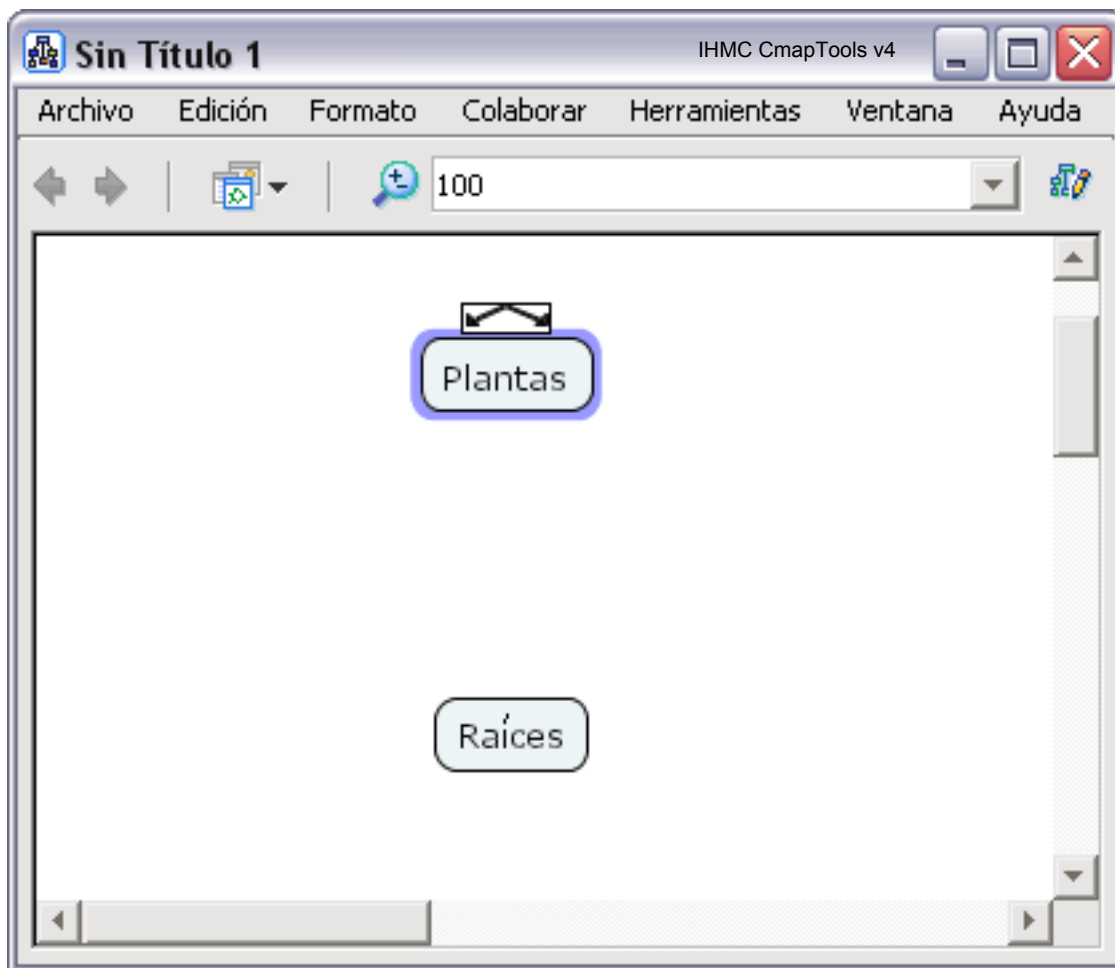 Sin Título 1 IHMC CmapTools v4
Archivo Edición Formato Colaborar Herramientas Ventana Ayuda
100
Plantas
Raíces